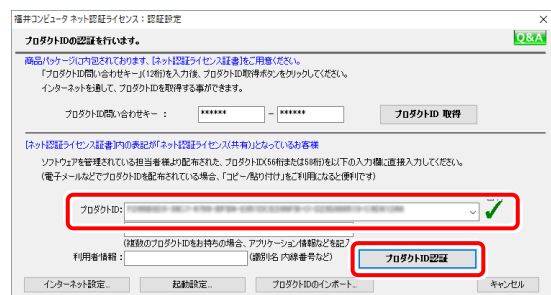 福井コンピュータ ネット認証ライセンス：認証設定
プロダクトIDの認証を行います。
Q&A
商品パッケージに内包されております、[ネット認証ライセンス証書]をご用意ください。
「プロダクトID問い合わせキー」(12桁)を入力後、プロダクトID取得ボタンをクリックしてください。
インターネットを通して、プロダクトIDを取得する事ができます。
プロダクトID問い合わせキー ： ****** - ****** プロダクトID 取得
[ネット認証ライセンス証書]内の表記が「ネット認証ライセンス(共有)」となっているお客様
ソフトウェアを管理されている担当者様より配布された、プロダクトID(56桁または58桁)を以下の入力欄に直接入力してください。
(電子メールなどでプロダクトIDを配布されている場合、「コピー/貼り付け」をご利用になると便利です)
プロダクトID:
(複数のプロダクトIDをお持ちの場合、アプリケーション情報などを記入
利用者情報： (識別名 内線番号など) プロダクトID認証
インターネット設定... 起動設定... プロダクトIDのインポート... キャンセル